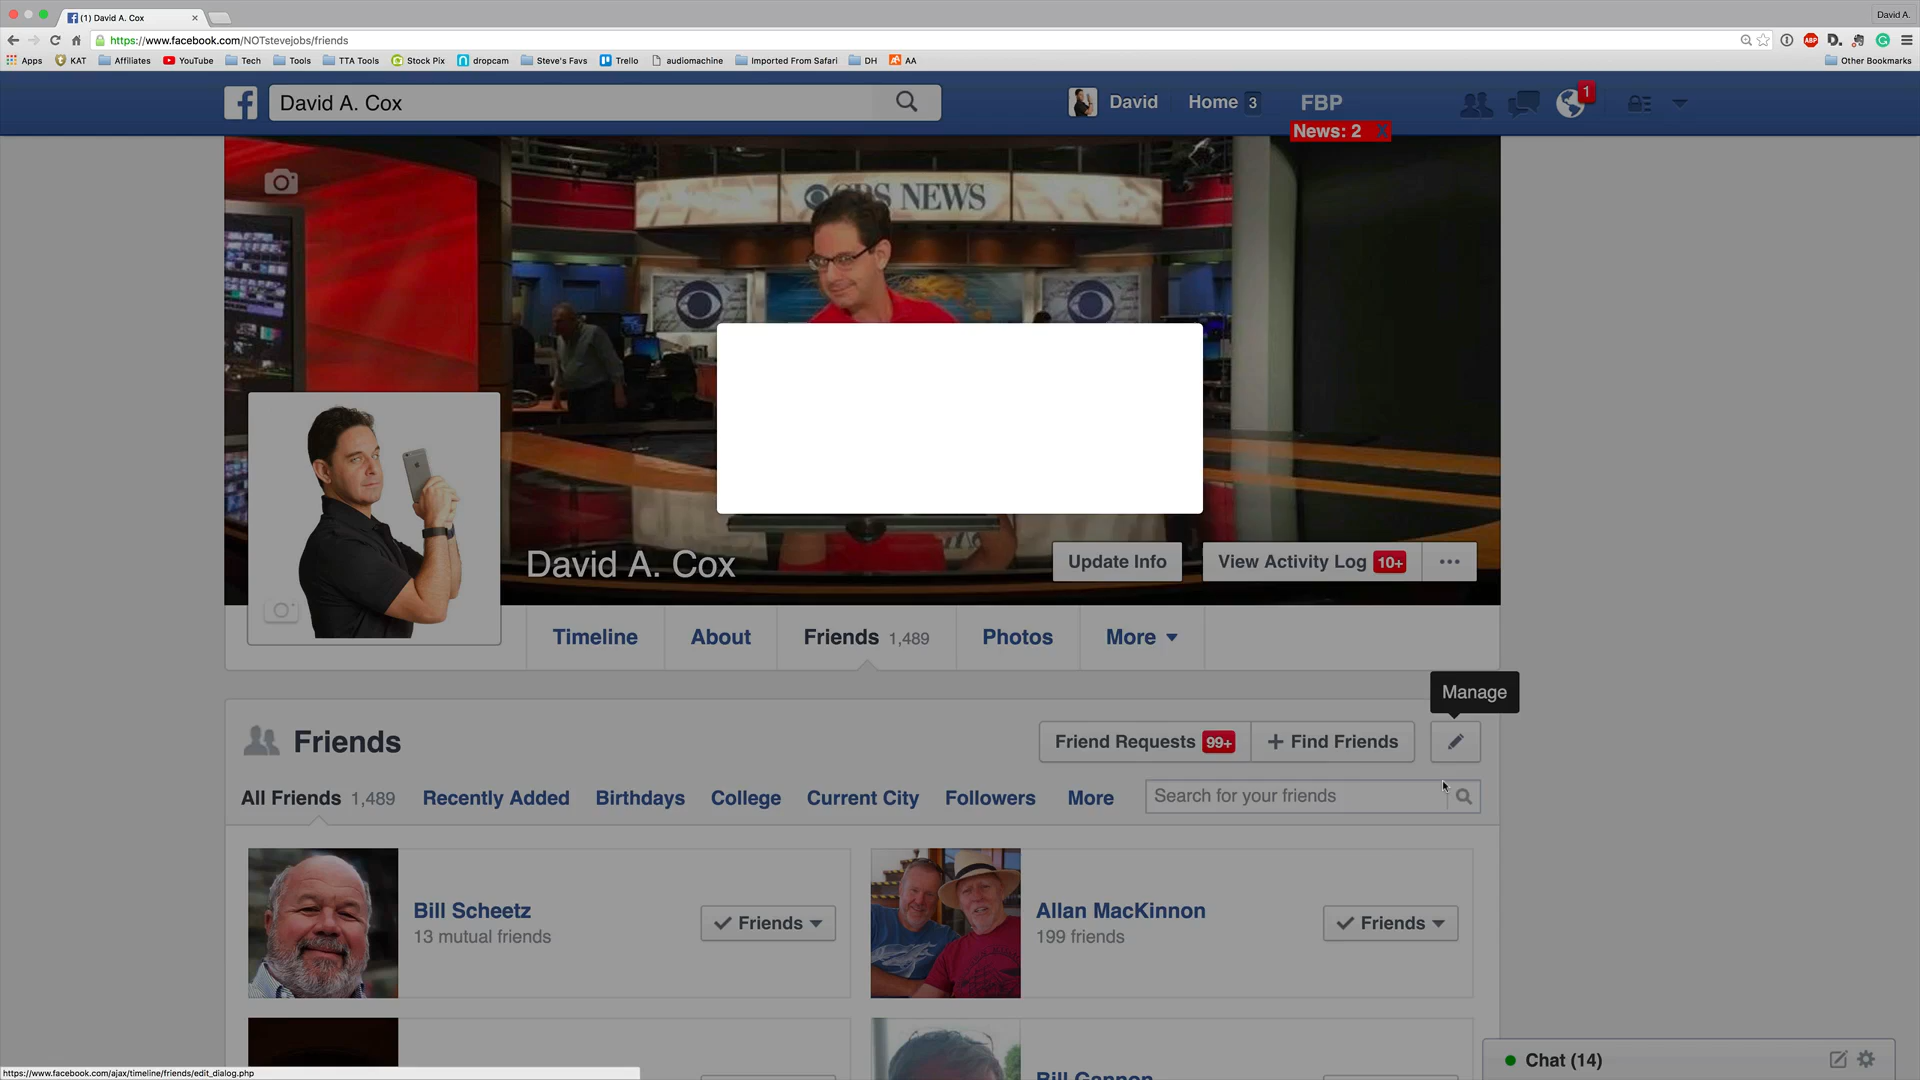 (1) David A. Cox
David A.
https://www.facebook.com/NOTstevejobs/friends
ABP
Apps KAT Affiliates YouTube Tech Tools TTA Tools Stock Pix dropcam Steve's Favs Trello audiomachine Imported From Safari DH AA Other Bookmarks
David A. Cox
David
Home 3
FBP
1
News: 2 X
CBS NEWS
David A. Cox
Update Info
View Activity Log 10+
Timeline
About
Friends 1,489
Photos
More
Manage
Friends
Friend Requests 99+
+ Find Friends
All Friends 1,489
Recently Added
Birthdays
College
Current City
Followers
More
Search for your friends
Bill Scheetz
13 mutual friends
Friends
Allan MacKinnon
199 friends
Friends
Bill Gannon
Chat (14)
https://www.facebook.com/ajax/timeline/friends/edit_dialog.php